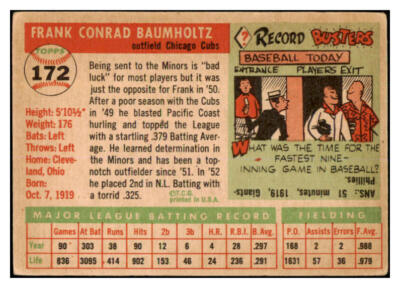 FRANK CONRAD BAUMHOLTZ
outfield Chicago Cubs
TOPPS
172
Height: 5'10½"
Weight: 176
Bats: Left
Throws: Left
Home: Cleve-
land, Ohio
Born:
Oct. 7, 1919
Being sent to the Minors is "bad
luck" for most players but it was
just the opposite for Frank in '50.
After a poor season with the Cubs
in '49 he blasted Pacific Coast
hurling and topped the League
with a storming .379 Batting Aver-
age. He learned determination in
the Minors and has been a top-
notch outfielder since '51. In '52
he placed 2nd in N.L. Batting with
a torrid .325.
©T.C.G.
printed in U.S.A.
? RECORD BUSTERS
BASEBALL TODAY
ENTRANCE PLAYERS EXIT
WHAT WAS THE TIME FOR THE
FASTEST NINE-
INNING GAME IN BASEBALL?
ANS. 51 minutes, 1919, Giants-
Phillies.
MAJOR LEAGUE BATTING RECORD FIELDING
Games At Bat Runs Hits 2b 3b H.R. R.B.I. B.Avg. P.O. Assists Errors F.Avg.
Year 90 303 38 90 12 6 4 28 .297 168 2 2 .988
Life 836 3095 414 902 154 46 24 247 .291 1631 57 36 .979